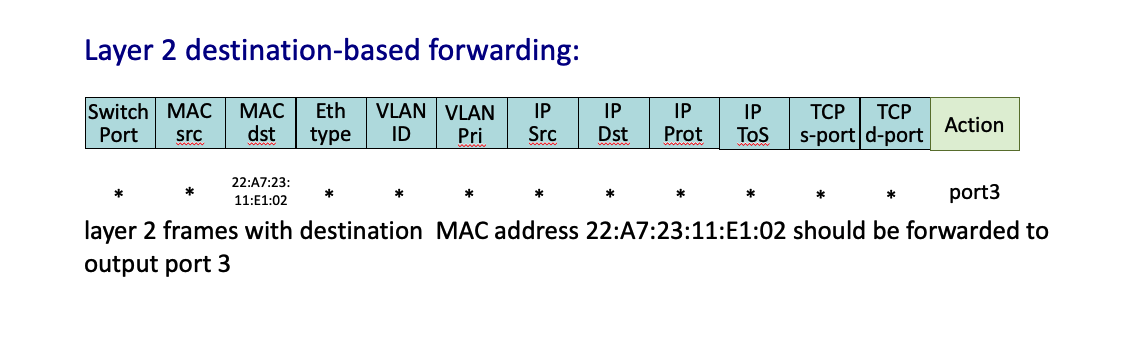 Layer 2 destination-based forwarding:
Switch Port MAC src MAC dst Eth type VLAN ID VLAN Pri IP Src IP Dst IP Prot IP ToS TCP s-port TCP d-port Action
* * 22:A7:23:11:E1:02 * * * * * * * * * port3
layer 2 frames with destination MAC address 22:A7:23:11:E1:02 should be forwarded to
output port 3